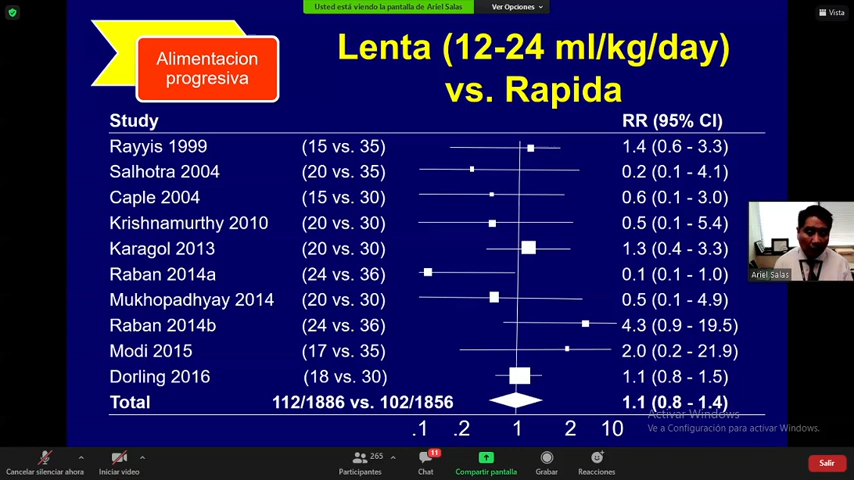 Usted está viendo la pantalla de Ariel Salas
Ver Opciones
Vista
Alimentacion
progresiva
Lenta (12-24 ml/kg/day)
vs. Rapida
Study RR (95% CI)
Rayyis 1999 (15 vs. 35) 1.4 (0.6 - 3.3)
Salhotra 2004 (20 vs. 35) 0.2 (0.1 - 4.1)
Caple 2004 (15 vs. 30) 0.6 (0.1 - 3.0)
Krishnamurthy 2010 (20 vs. 30) 0.5 (0.1 - 5.4)
Karagol 2013 (20 vs. 30) 1.3 (0.4 - 3.3)
Raban 2014a (24 vs. 36) 0.1 (0.1 - 1.0)
Mukhopadhyay 2014 (20 vs. 30) 0.5 (0.1 - 4.9)
Raban 2014b (24 vs. 36) 4.3 (0.9 - 19.5)
Modi 2015 (17 vs. 35) 2.0 (0.2 - 21.9)
Dorling 2016 (18 vs. 30) 1.1 (0.8 - 1.5)
Total 112/1886 vs. 102/1856 1.1 (0.8 - 1.4)
.1 .2 1 2 10
Ariel Salas
Activar Windows
Ve a Configuración para activar Windows.
Cancelar silenciar ahora
Iniciar video
265
Participantes
11
Chat
Compartir pantalla
Grabar
Reacciones
Salir